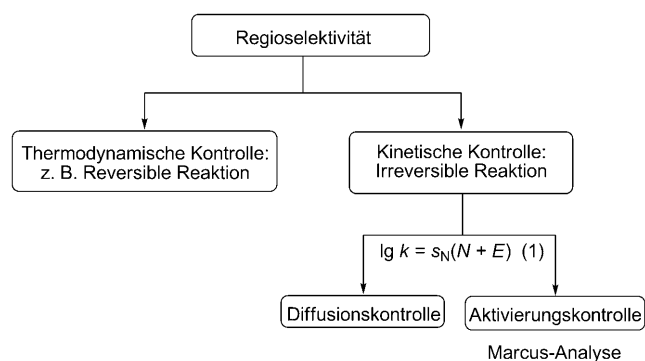 Regioselektivität
Thermodynamische Kontrolle:
z. B. Reversible Reaktion
Kinetische Kontrolle:
Irreversible Reaktion
lg k = sN(N + E) (1)
Diffusionskontrolle
Aktivierungskontrolle
Marcus-Analyse